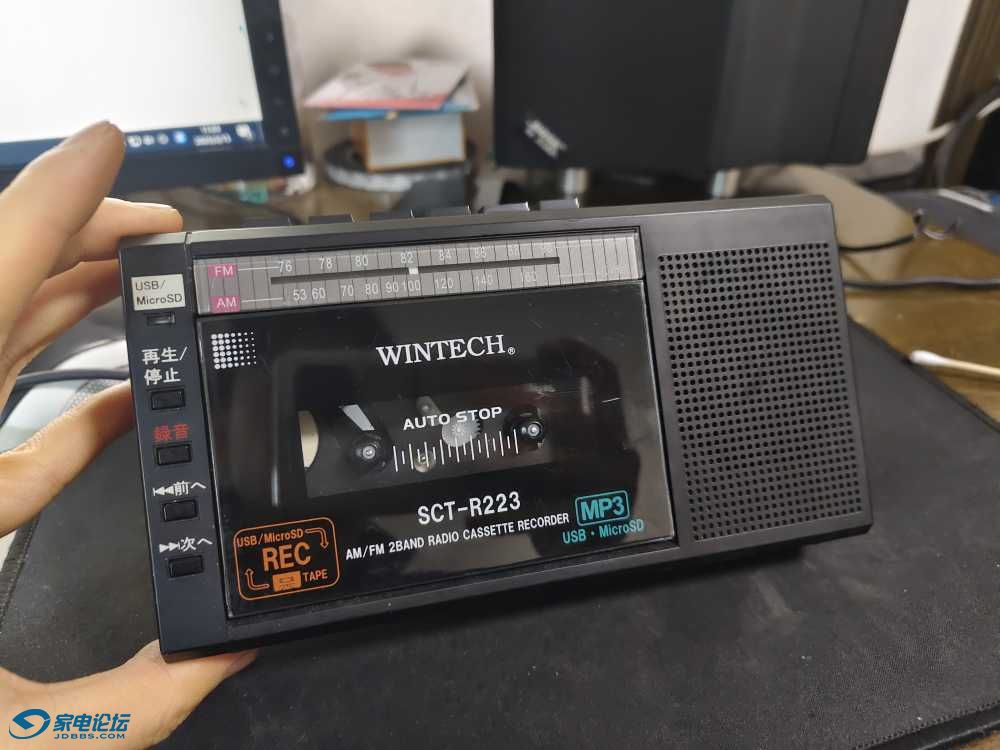 FM 76 78 80 82 84 86 88
AM 53 60 70 80 90 100 120 140 160
USB/
MicroSD
再生/
停止
録音
前へ
次へ
WINTECH®
AUTO STOP
SCT-R223
AM/FM 2BAND RADIO CASSETTE RECORDER
MP3
USB・MicroSD
USB/MicroSD
REC
TAPE
家电论坛
JDBBS.COM